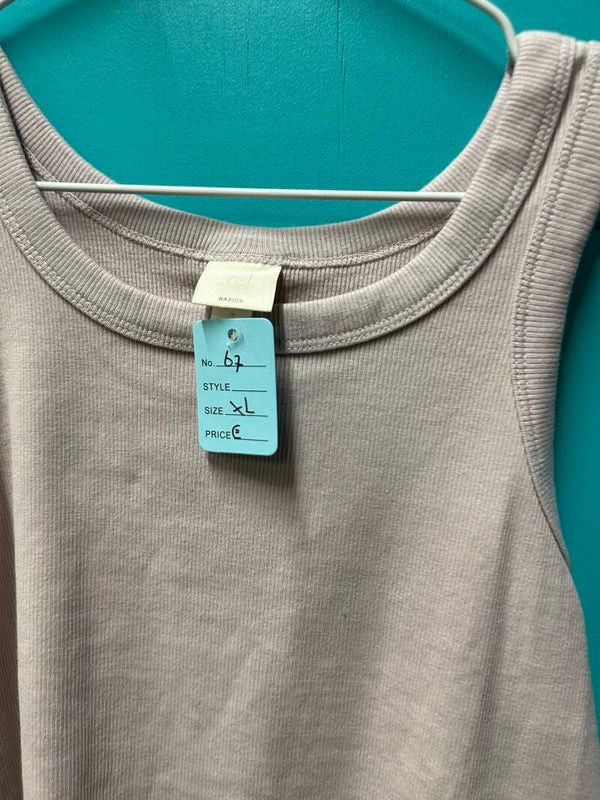 BASICS
No. 67
STYLE
SIZE XL
PRICE